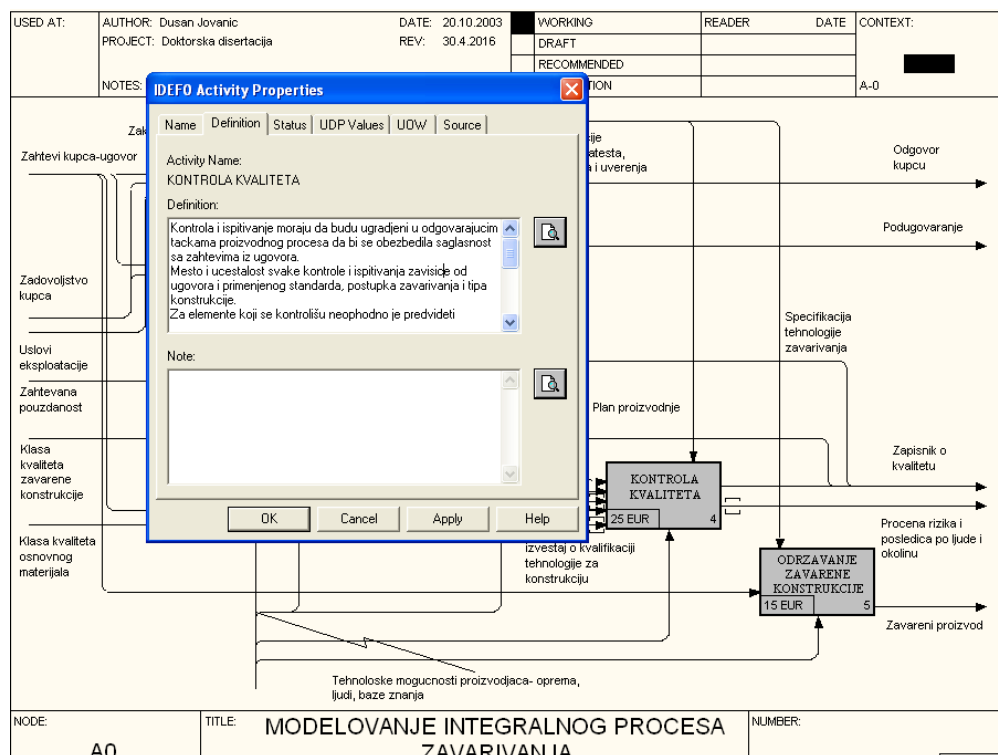 USED AT:
AUTHOR: Dusan Jovanic
DATE: 20.10.2003
PROJECT: Doktorska disertacija
REV: 30.4.2016
NOTES:
WORKING
DRAFT
RECOMMENDED
READER
DATE
CONTEXT:
A-0
IDEF0 Activity Properties
Name
Definition
Status
UDP Values
UOW
Source
Activity Name:
KONTROLA KVALITETA
Definition:
Kontrola i ispitivanje moraju da budu ugradjeni u odgovarajucim
tackama proizvodnog procesa da bi se obezbedila saglasnost
sa zahtevima iz ugovora.
Mesto i ucestalost svake kontrole i ispitivanja zavisiće od
ugovora i primenjenog standarda, postupka zavarivanja i tipa
konstrukcije.
Za elemente koji se kontrolišu neophodno je predvideti
Note:
OK
Cancel
Apply
Help
Zahtevi kupca-ugovor
Zadovoljstvo
kupca
Uslovi
eksploatacije
Zahtevana
pouzdanost
Klasa
kvaliteta
zavarene
konstrukcije
Klasa kvaliteta
osnovnog
materijala
i uverenja
Odgovor
kupcu
Podugovaranje
Specifikacija
tehnologije
zavarivanja
Plan proizvodnje
Zapisnik o
kvalitetu
KONTROLA
KVALITETA
25 EUR 4
Procena rizika i
posledica po ljude i
okolinu
izvestaj o kvalifikaciji
tehnologije za
konstrukciju
ODRZAVANJE
ZAVARENE
KONSTRUKCIJE
15 EUR 5
Zavareni proizvod
Tehnoloske mogucnosti proizvodjaca- oprema,
ljudi, baze znanja
NODE:
A0
TITLE:
MODELOVANJE INTEGRALNOG PROCESA
ZAVARIVANJA
NUMBER: